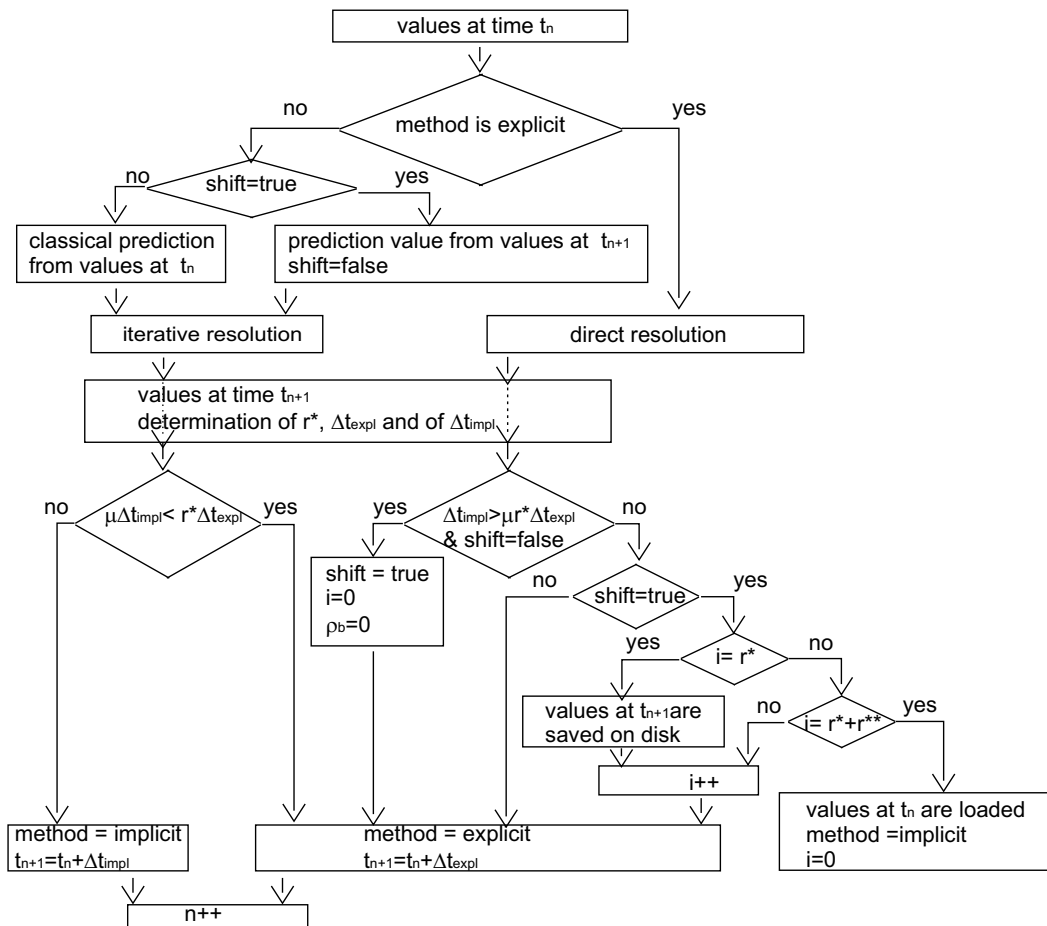 values at time tn
no
yes
method is explicit
no
shift=true
yes
classical prediction
from values at tn
prediction value from values at tn+1
shift=false
iterative resolution
direct resolution
values at time tn+1
determination of r*, Δtexpl and of Δtimpl
no
μΔtimpl< r*Δtexpl
yes
yes
Δtimpl>μr*Δtexpl
& shift=false
no
shift = true
i=0
ρb=0
no
shift=true
yes
yes
i= r*
no
values at tn+1are
saved on disk
no
i= r*+r**
yes
i++
values at tn are loaded
method =implicit
i=0
method = implicit
tn+1=tn+Δtimpl
method = explicit
tn+1=tn+Δtexpl
n++